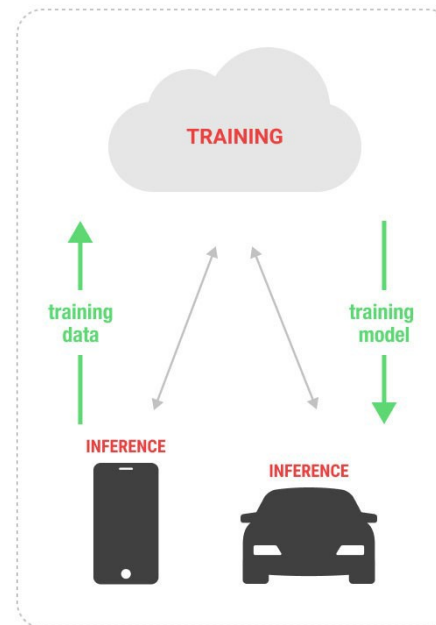 TRAINING
training
data
training
model
INFERENCE
INFERENCE